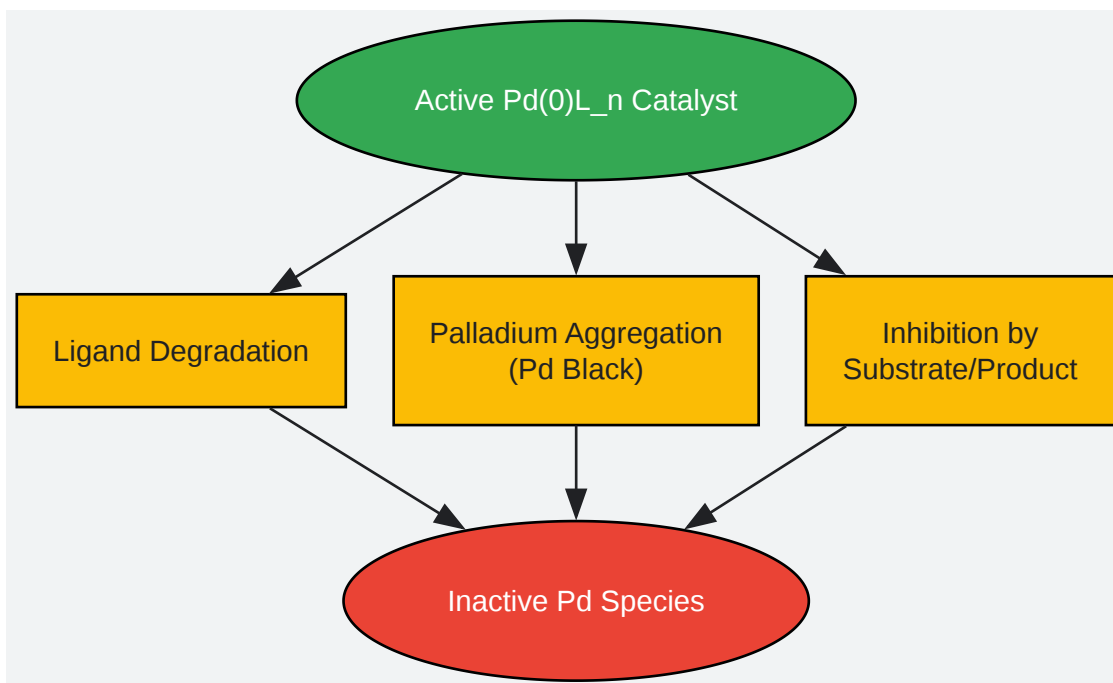 Active Pd(0)L_n Catalyst
Ligand Degradation
Palladium Aggregation
(Pd Black)
Inhibition by
Substrate/Product
Inactive Pd Species